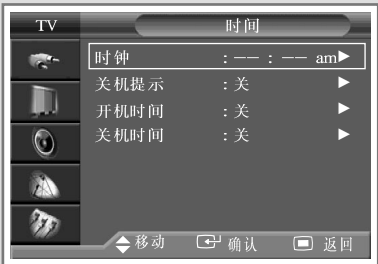 TV 时间
时钟 : -- : -- am▶
关机提示 : 关 ▶
开机时间 : 关 ▶
关机时间 : 关 ▶
移动 确认 返回